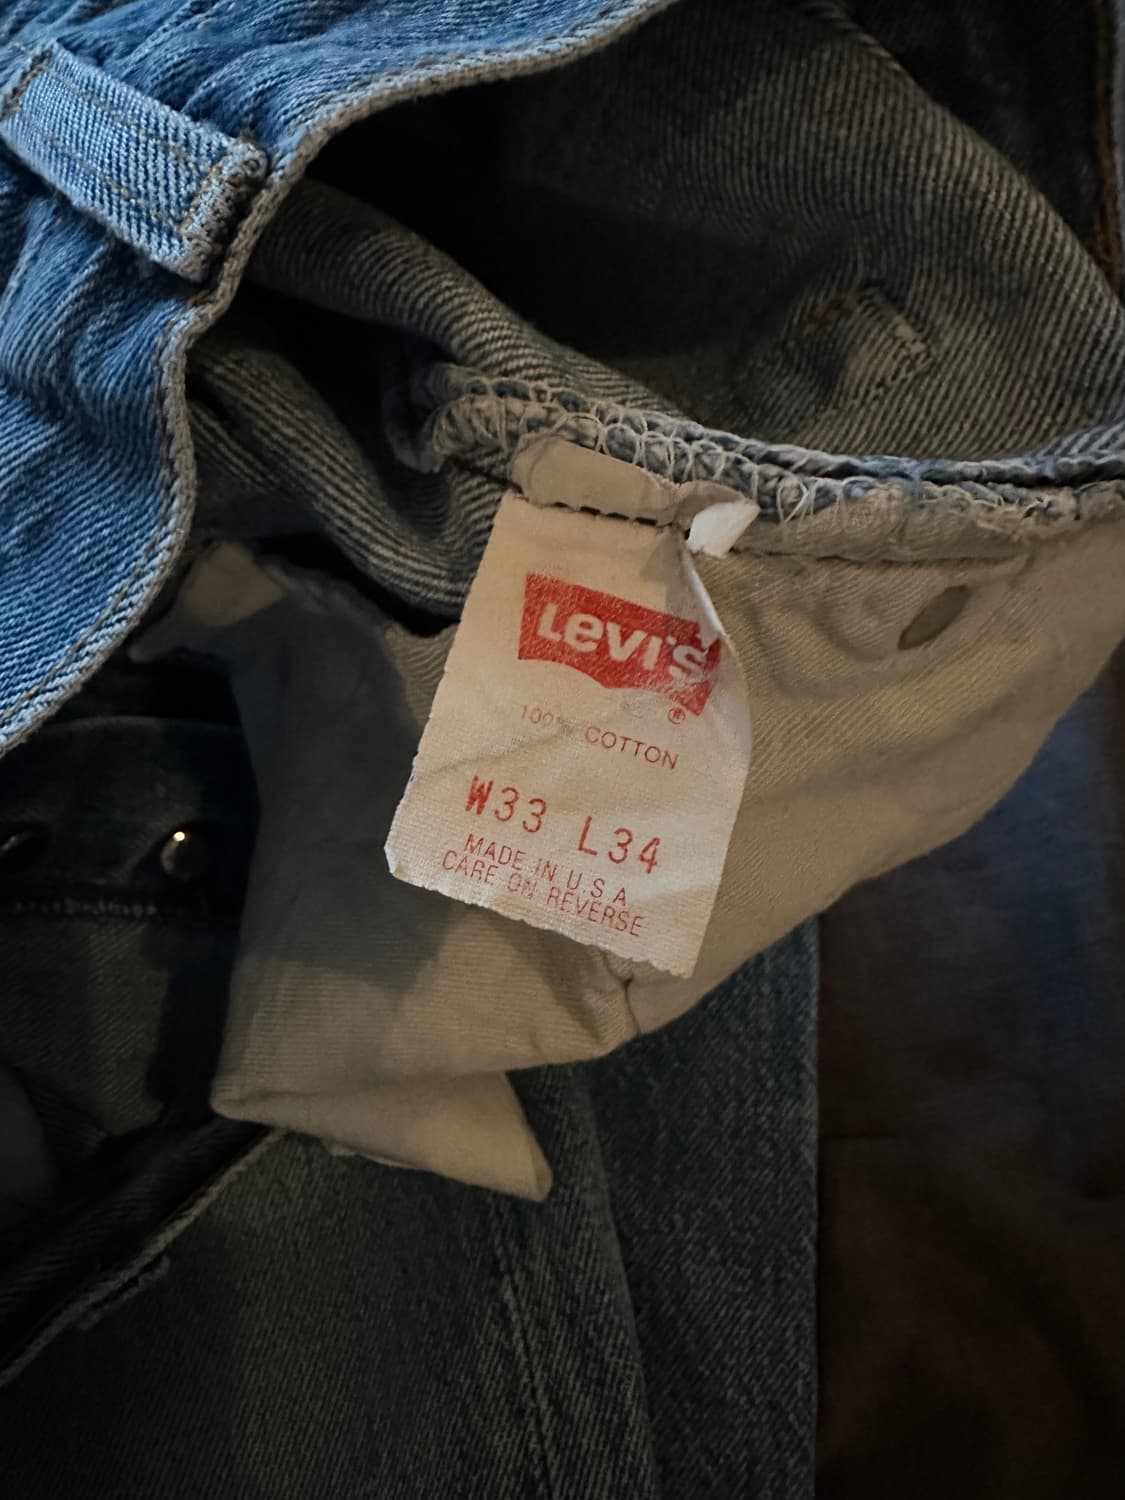 Levi's
®
100% COTTON
W33 L34
MADE IN U.S.A.
CARE ON REVERSE